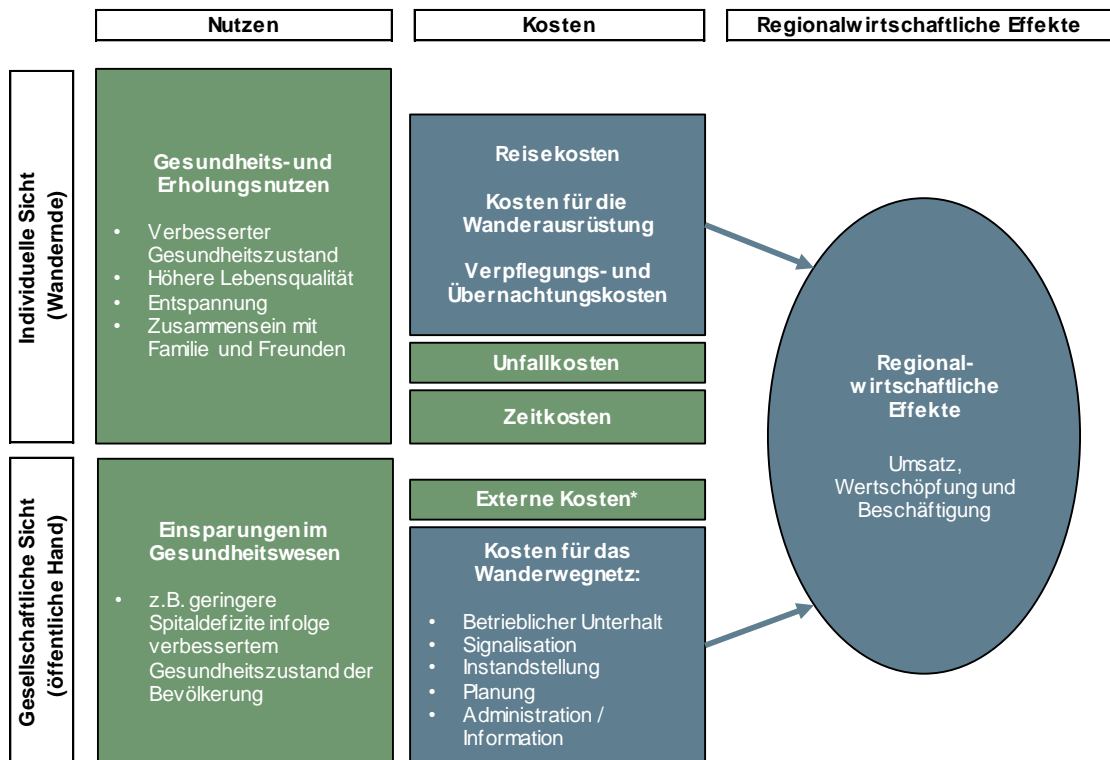 Nutzen
Kosten
Regionalwirtschaftliche Effekte
Individuelle Sicht
(Wandernde)
Gesundheits- und
Erholungsnutzen
• Verbesserter
Gesundheitszustand
• Höhere Lebensqualität
• Entspannung
• Zusammensein mit
Familie und Freunden
Reisekosten
Kosten für die
Wanderausrüstung
Verpflegungs- und
Übernachtungskosten
Unfallkosten
Zeitkosten
Regional-
wirtschaftliche
Effekte
Umsatz,
Wertschöpfung und
Beschäftigung
Gesellschaftliche Sicht
(öffentliche Hand)
Einsparungen im
Gesundheitswesen
• z.B. geringere
Spitaldefizite infolge
verbessertem
Gesundheitszustand der
Bevölkerung
Externe Kosten*
Kosten für das
Wanderwegnetz:
• Betrieblicher Unterhalt
• Signalisation
• Instandstellung
• Planung
• Administration /
Information